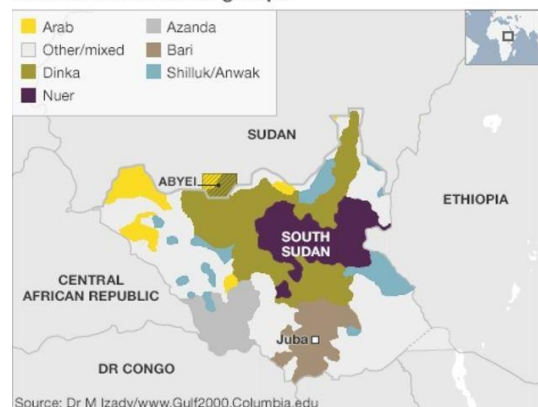 Arab
Azanda
Other/mixed
Bari
Dinka
Shilluk/Anwak
Nuer
SUDAN
ABYEI
ETHIOPIA
SOUTH
SUDAN
CENTRAL
AFRICAN REPUBLIC
Juba
DR CONGO
Source: Dr M Izady/www.Gulf2000.Columbia.edu